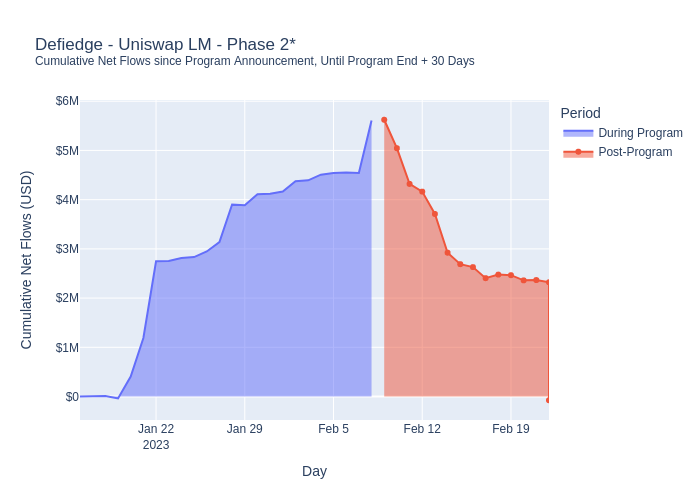 Defiedge - Uniswap LM - Phase 2*
Cumulative Net Flows since Program Announcement, Until Program End + 30 Days
Period
During Program
Post-Program
Cumulative Net Flows (USD)
$6M
$5M
$4M
$3M
$2M
$1M
$0
Jan 22
2023
Jan 29
Feb 5
Feb 12
Feb 19
Day